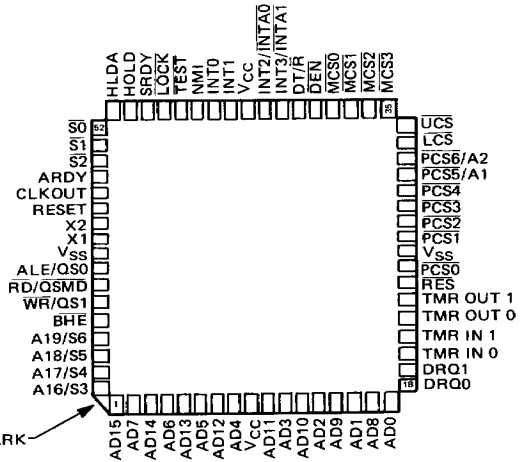 HLDA
HOLD
SRDY
LOCK
TEST
NMI
INT0
INT1
VCC
INT2/INTA0
INT3/INTA1
DT/R
DEN
MCS0
MCS1
MCS2
MCS3
52
35
S0
S1
S2
ARDY
CLKOUT
RESET
X2
X1
VSS
ALE/QS0
RD/QSMD
WR/QS1
BHE
A19/S6
A18/S5
A17/S4
A16/S3
UCS
LCS
PCS6/A2
PCS5/A1
PCS4
PCS3
PCS2
PCS1
VSS
PCS0
RES
TMR OUT 1
TMR OUT 0
TMR IN 1
TMR IN 0
DRQ1
DRQ0
1
18
ARK
AD15
AD7
AD14
AD6
AD13
AD5
AD12
AD4
VCC
AD11
AD3
AD10
AD2
AD9
AD1
AD8
AD0